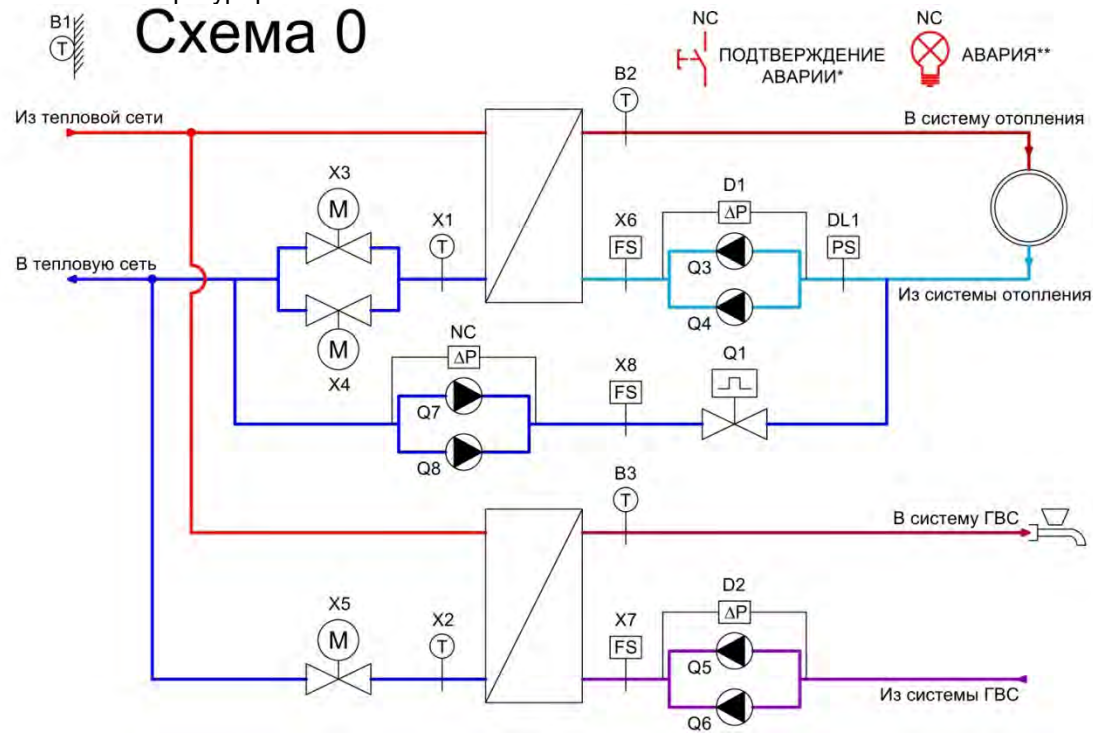 B1
T
Схема 0
NC
ПОДТВЕРЖДЕНИЕ
АВАРИИ*
NC
АВАРИЯ**
Из тепловой сети
B2
T
В систему отопления
X3
M
X1
T
X6
FS
D1
ΔP
Q3
Q4
DL1
PS
В тепловую сеть
Из системы отопления
M
X4
NC
ΔP
Q7
Q8
X8
FS
Q1
B3
T
В систему ГВС
X5
M
X2
T
X7
FS
D2
ΔP
Q5
Q6
Из системы ГВС